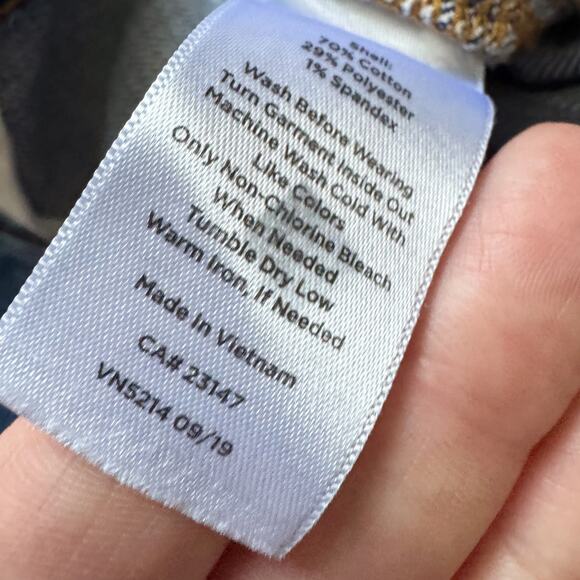 Shell:
70% Cotton
29% Polyester
1% Spandex
Wash Before Wearing
Turn Garment Inside Out
Machine Wash Cold With
Like Colors
Only Non-Chlorine Bleach
When Needed
Tumble Dry Low
Warm Iron, If Needed
Made in Vietnam
CA# 23147
VN5214 09/19